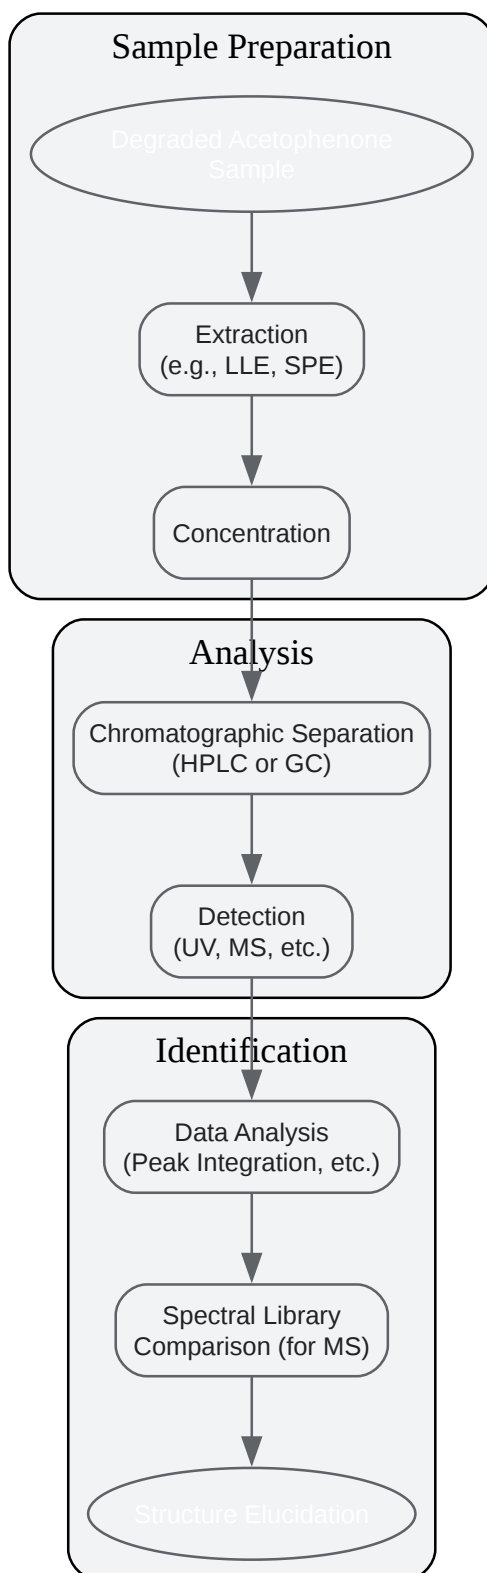 Sample Preparation
Degraded Acetophenone
Sample
Extraction
(e.g., LLE, SPE)
Concentration
Analysis
Chromatographic Separation
(HPLC or GC)
Detection
(UV, MS, etc.)
Identification
Data Analysis
(Peak Integration, etc.)
Spectral Library
Comparison (for MS)
Structure Elucidation